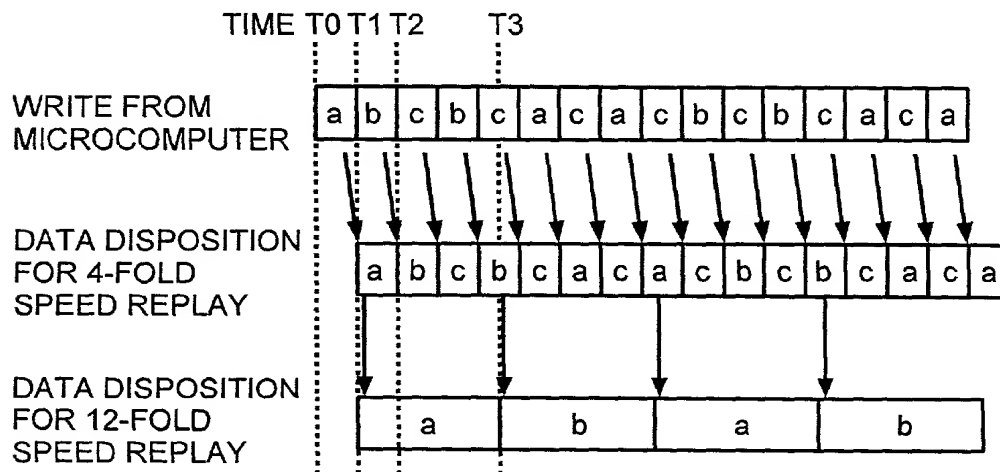 TIME T0 T1 T2 T3
WRITE FROM
MICROCOMPUTER
a b c b c a c a c b c b c a c a
DATA DISPOSITION
FOR 4-FOLD
SPEED REPLAY
a b c b c a c a c b c b c a c a
DATA DISPOSITION
FOR 12-FOLD
SPEED REPLAY
a b a b